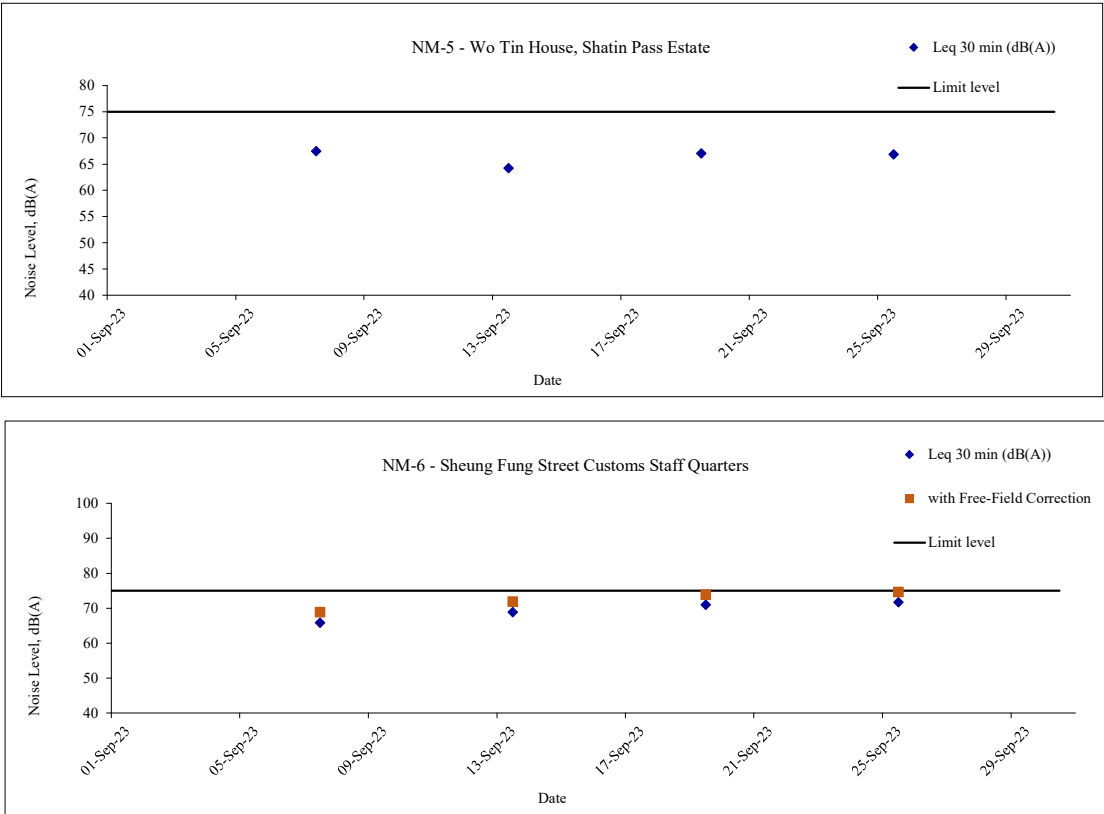 NM-5 - Wo Tin House, Shatin Pass Estate
Leq 30 min (dB(A))
Limit level
80
75
70
65
60
55
50
45
40
Noise Level, dB(A)
01-Sep-23
05-Sep-23
09-Sep-23
13-Sep-23
17-Sep-23
21-Sep-23
25-Sep-23
29-Sep-23
Date
NM-6 - Sheung Fung Street Customs Staff Quarters
Leq 30 min (dB(A))
with Free-Field Correction
Limit level
100
90
80
70
60
50
40
Noise Level, dB(A)
01-Sep-23
05-Sep-23
09-Sep-23
13-Sep-23
17-Sep-23
21-Sep-23
25-Sep-23
29-Sep-23
Date